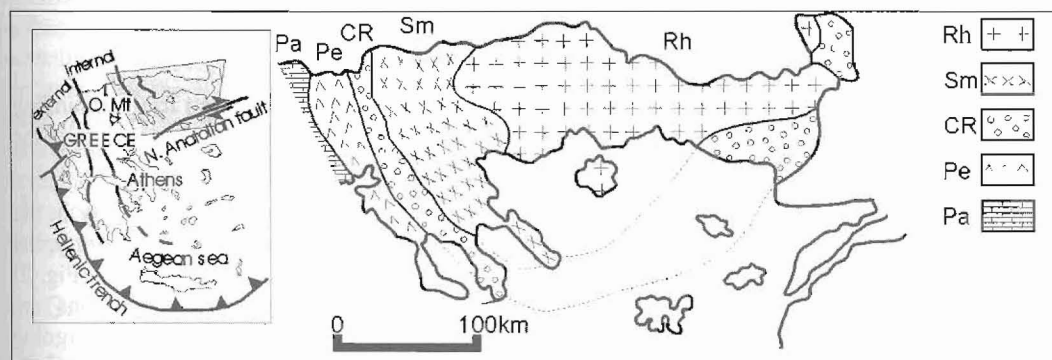 external
internal
O. Mt
GREECE
N. Anatolian fault
Athens
Aegean sea
Hellenic trench
Pa
Pe
CR
Sm
Rh
0 100km
Rh
Sm
CR
Pe
Pa